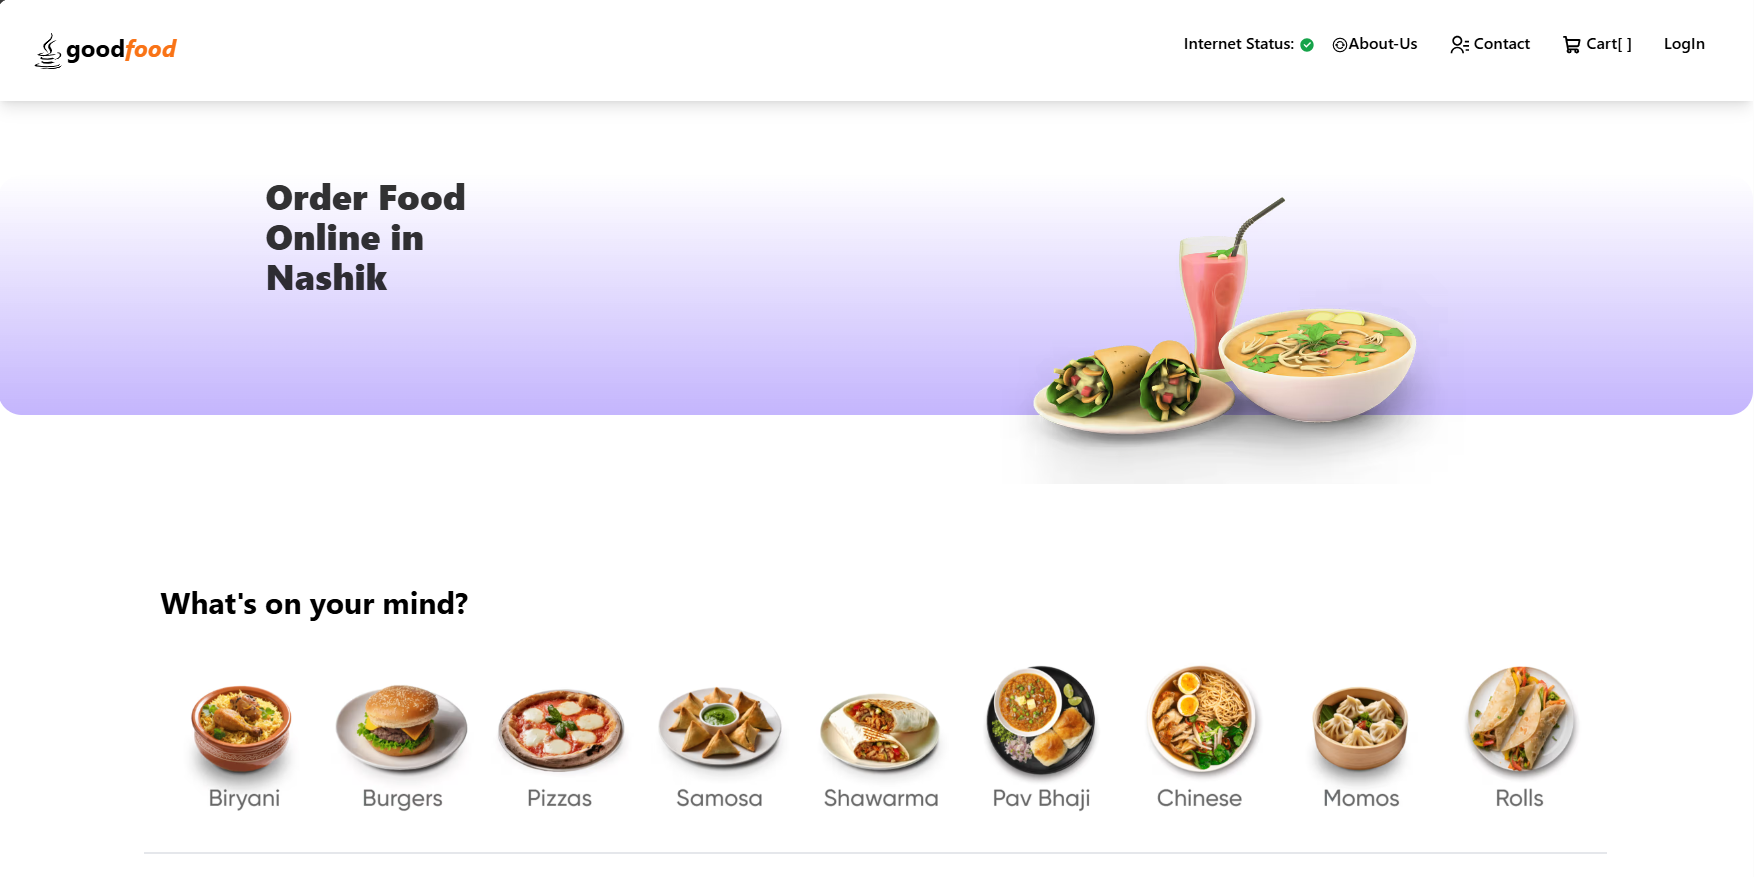 goodfood
Internet Status:
About-Us
Contact
Cart[ ]
LogIn
Order Food
Online in
Nashik
What's on your mind?
Biryani
Burgers
Pizzas
Samosa
Shawarma
Pav Bhaji
Chinese
Momos
Rolls